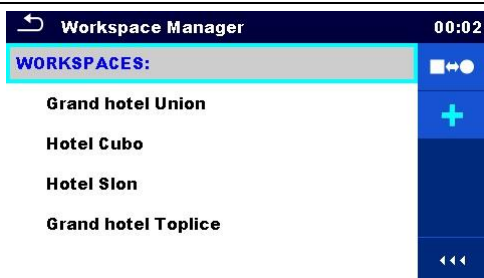 Workspace Manager 00:02
WORKSPACES:
Grand hotel Union
Hotel Cubo
Hotel Slon
Grand hotel Toplice